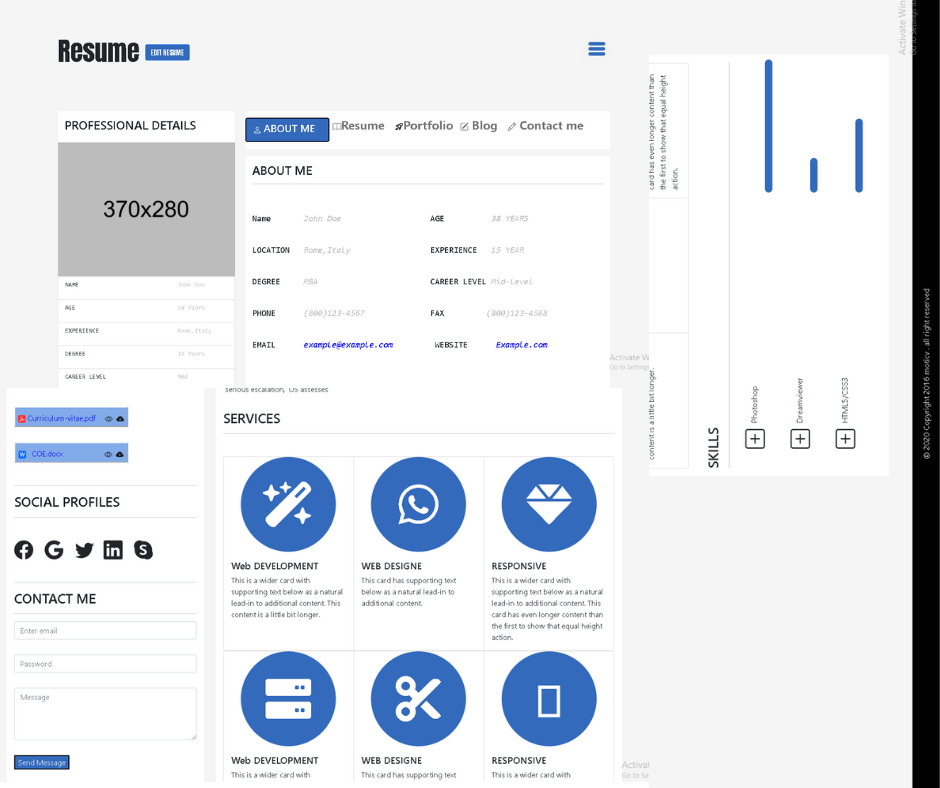 Resume EDIT RESUME
PROFESSIONAL DETAILS
370x280
NAME John Doe
AGE 38 Years
EXPERIENCE Rome,Italy
DEGREE 15 Years
CAREER LEVEL MBA
ABOUT ME Resume Portfolio Blog Contact me
ABOUT ME
Name John Doe AGE 38 YEARS
LOCATION Rome,Italy EXPERIENCE 15 YEAR
DEGREE MBA CAREER LEVEL Mid-Level
PHONE (800)123-4567 FAX (800)123-4568
EMAIL example@example.com WEBSITE Example.com
Activate W
Go to Settings
Curriculum-vitae.pdf
COE.docx
SOCIAL PROFILES
CONTACT ME
Enter email
Password
Message
Send Message
serious escalation, OS assesses
SERVICES
Web DEVELOPMENT
This is a wider card with
supporting text below as a natural
lead-in to additional content. This
content is a little bit longer.
WEB DESIGNE
This card has supporting text
below as a natural lead-in to
additional content.
RESPONSIVE
This is a wider card with
supporting text below as a natural
lead-in to additional content. This
card has even longer content than
the first to show that equal height
action.
Web DEVELOPMENT
This is a wider card with
WEB DESIGNE
This card has supporting text
RESPONSIVE
This is a wider card with
Activat
Go to Se
content is a little bit longer.
card has even longer content than
the first to show that equal height
action.
SKILLS
Photoshop
Dreamviewer
HTML5/CSS3
Activate Win
Go to Settings to
© 2020 Copyright 2016 moticv . all right reserved